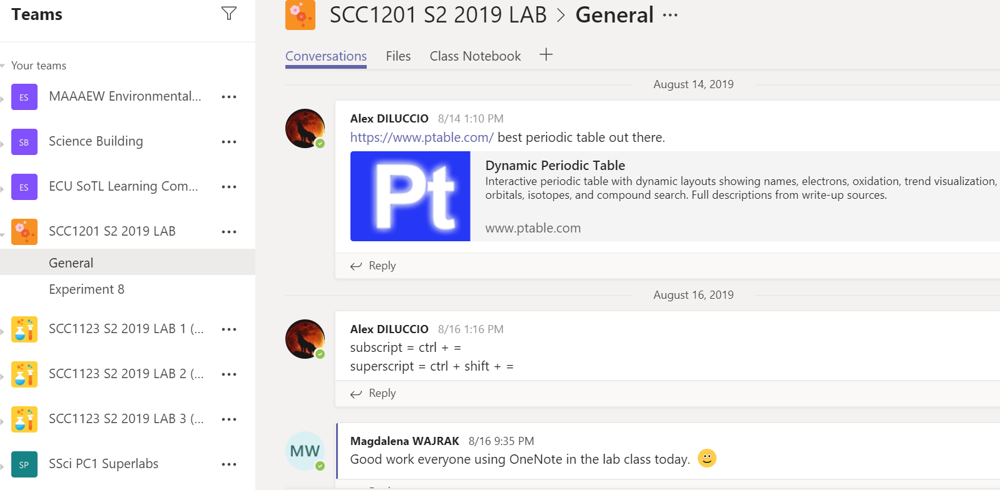 Teams
Your teams
ES MAAAEW Environmental... •••
SB Science Building •••
ES ECU SoTL Learning Com... •••
SCC1201 S2 2019 LAB •••
General
Experiment 8
SCC1123 S2 2019 LAB 1 (... •••
SCC1123 S2 2019 LAB 2 (... •••
SCC1123 S2 2019 LAB 3 (... •••
SP SSci PC1 Superlabs •••
SCC1201 S2 2019 LAB > General •••
Conversations Files Class Notebook +
August 14, 2019
Alex DILUCCIO 8/14 1:10 PM
https://www.ptable.com/ best periodic table out there.
Pt
Dynamic Periodic Table
Interactive periodic table with dynamic layouts showing names, electrons, oxidation, trend visualization,
orbitals, isotopes, and compound search. Full descriptions from write-up sources.
www.ptable.com
Reply
August 16, 2019
Alex DILUCCIO 8/16 1:16 PM
subscript = ctrl + =
superscript = ctrl + shift + =
Reply
MW
Magdalena WAJRAK 8/16 9:35 PM
Good work everyone using OneNote in the lab class today.